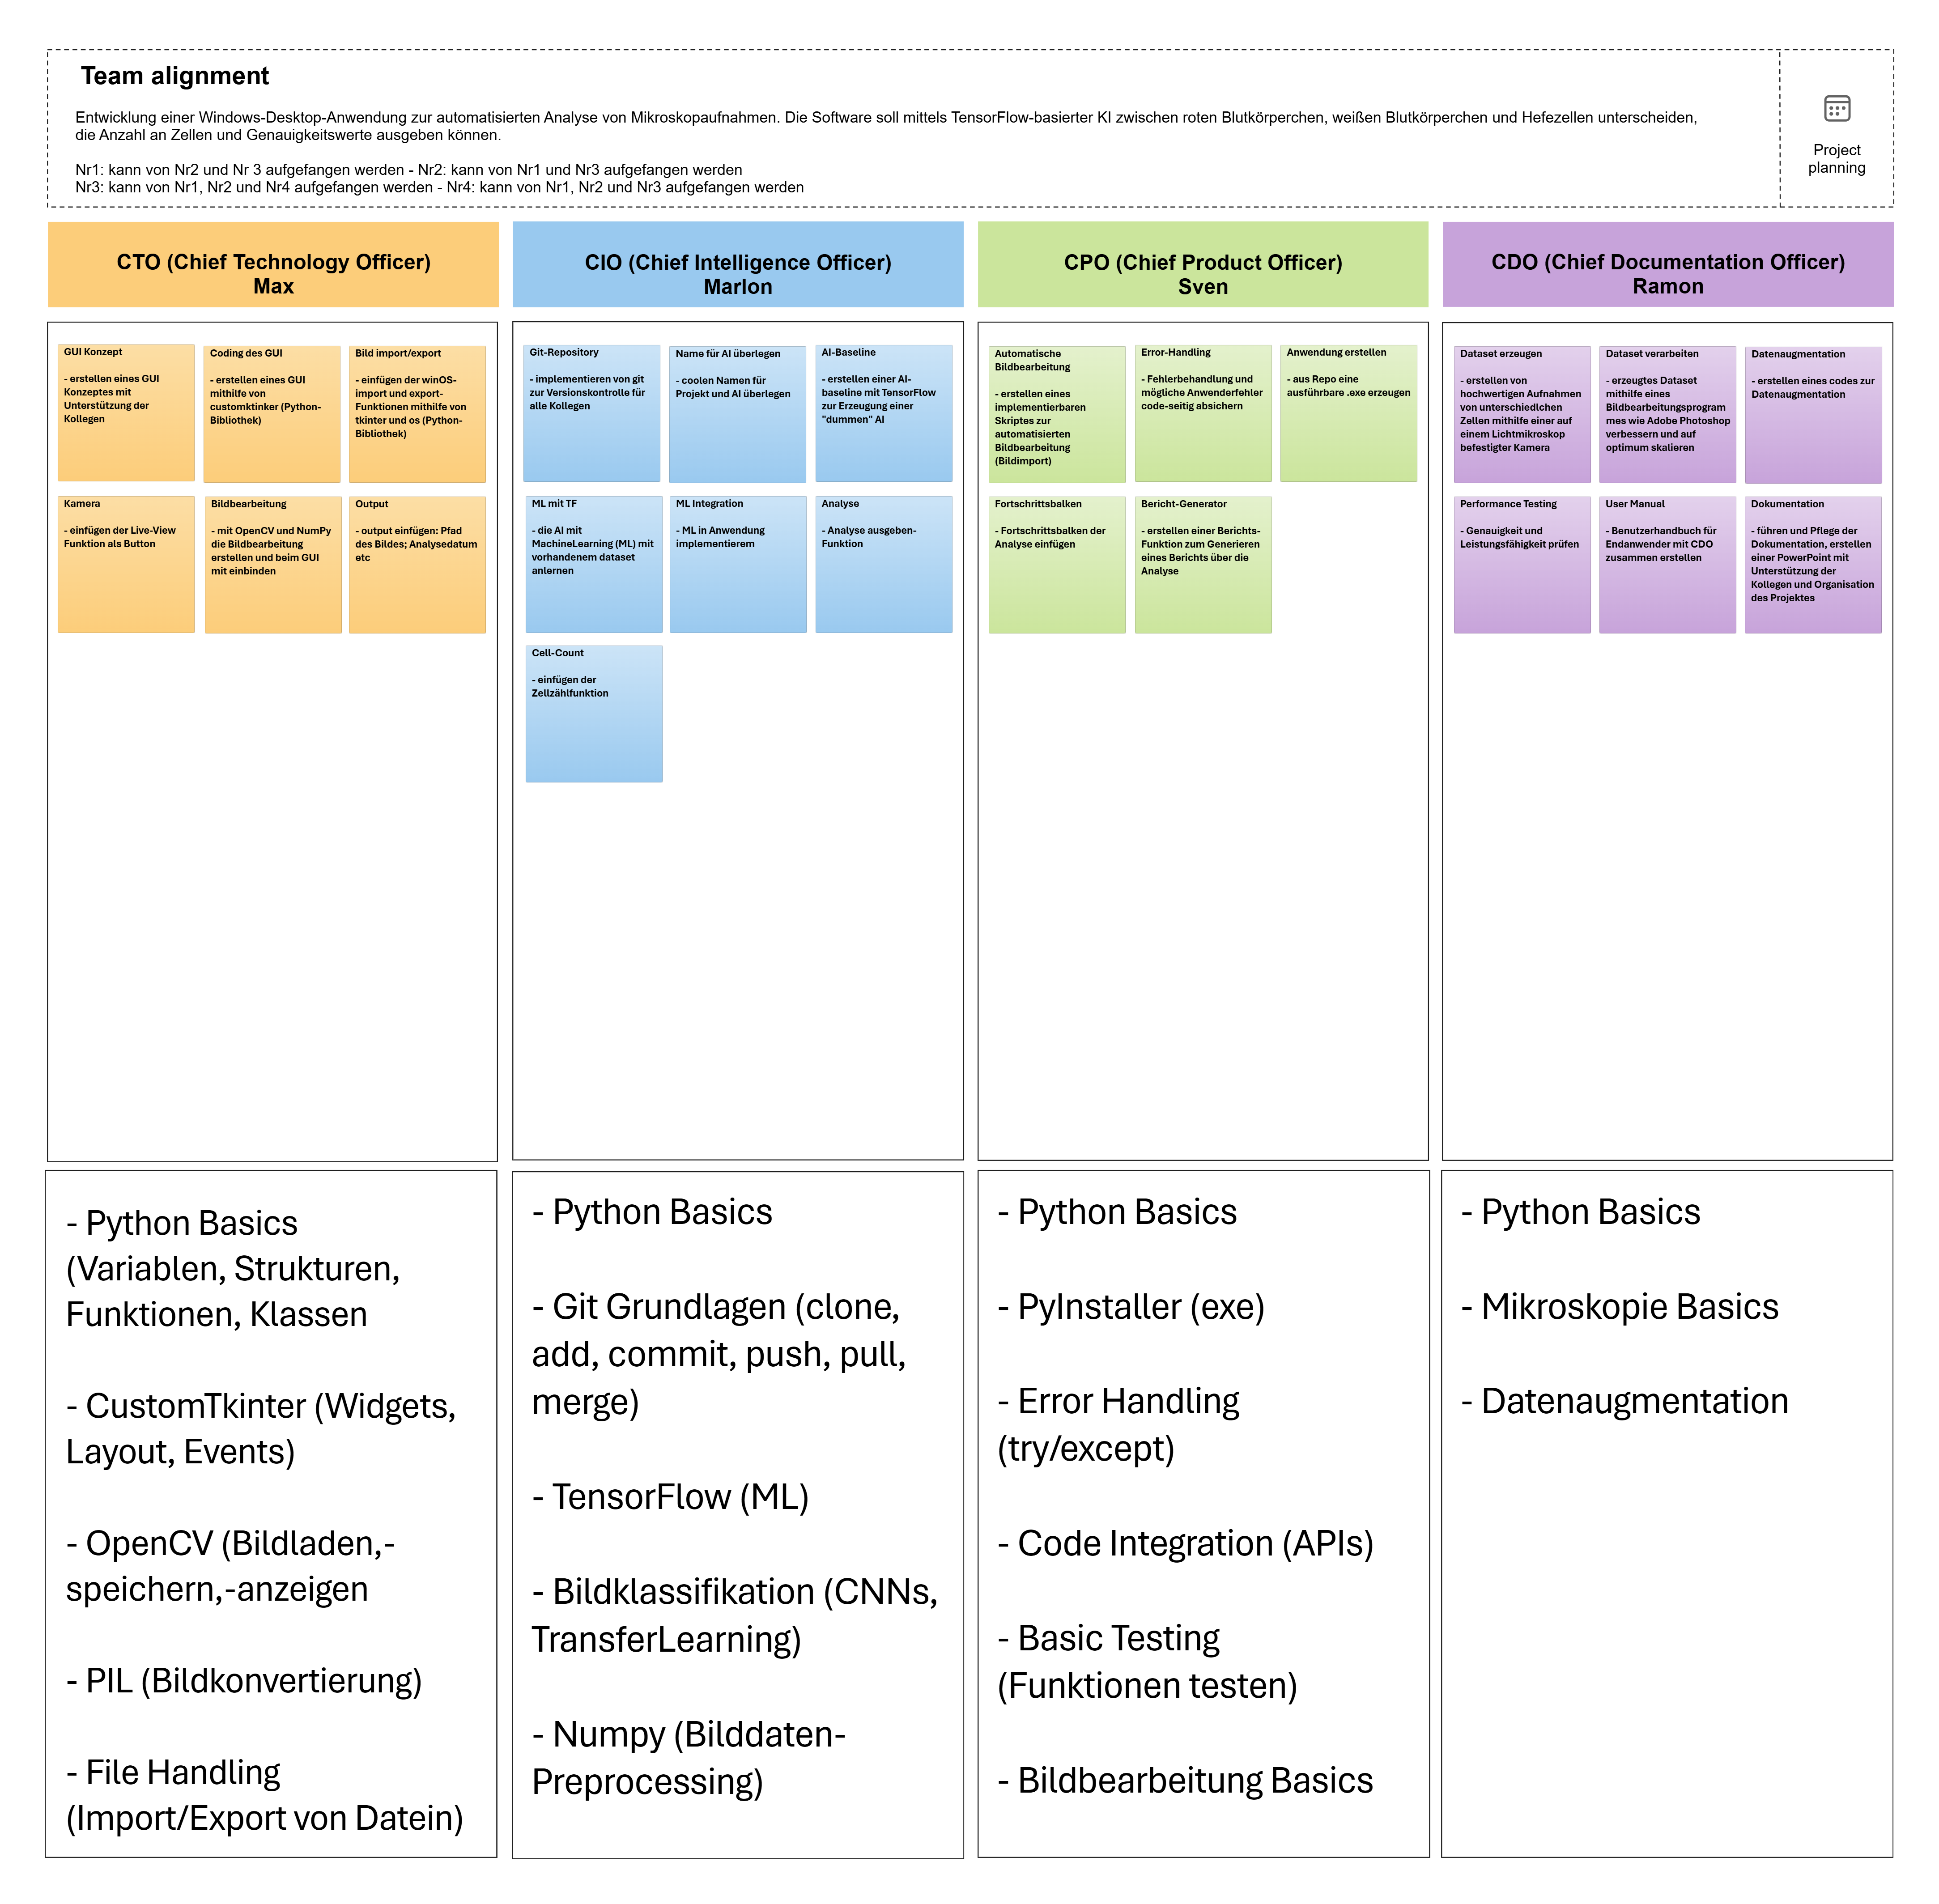 Team alignment
Entwicklung einer Windows-Desktop-Anwendung zur automatisierten Analyse von Mikroskopaufnahmen. Die Software soll mittels TensorFlow-basierter KI zwischen roten Blutkörperchen, weißen Blutkörperchen und Hefezellen unterscheiden,
die Anzahl an Zellen und Genauigkeitswerte ausgeben können.
Nr1: kann von Nr2 und Nr 3 aufgefangen werden - Nr2: kann von Nr1 und Nr3 aufgefangen werden
Nr3: kann von Nr1, Nr2 und Nr4 aufgefangen werden - Nr4: kann von Nr1, Nr2 und Nr3 aufgefangen werden
Project
planning
CTO (Chief Technology Officer)
Max
GUI Konzept
- erstellen eines GUI
Konzeptes mit
Unterstützung der
Kollegen
Coding des GUI
- erstellen eines GUI
mithilfe von
customktinker (Python-
Bibliothek)
Bild import/export
- einfügen der winOS-
import und export-
Funktionen mithilfe von
tkinter und os (Python-
Bibliothek)
Kamera
- einfügen der Live-View
Funktion als Button
Bildbearbeitung
- mit OpenCV und NumPy
die Bildbearbeitung
erstellen und beim GUI
mit einbinden
Output
- output einfügen: Pfad
des Bildes; Analysedatum
etc
CIO (Chief Intelligence Officer)
Marlon
Git-Repository
- implementieren von git
zur Versionskontrolle für
alle Kollegen
Name für AI überlegen
- coolen Namen für
Projekt und AI überlegen
AI-Baseline
- erstellen einer AI-
baseline mit TensorFlow
zur Erzeugung einer
"dummen" AI
ML mit TF
- die AI mit
MachineLearning (ML) mit
vorhandenem dataset
anlernen
ML Integration
- ML in Anwendung
implementierem
Analyse
- Analyse ausgeben-
Funktion
Cell-Count
- einfügen der
Zellzählfunktion
CPO (Chief Product Officer)
Sven
Automatische
Bildbearbeitung
- erstellen eines
implementierbaren
Skriptes zur
automatisierten
Bildbearbeitung
(Bildimport)
Error-Handling
- Fehlerbehandlung und
mögliche Anwenderfehler
code-seitig absichern
Anwendung erstellen
- aus Repo eine
ausführbare .exe erzeugen
Fortschrittsbalken
- Fortschrittsbalken der
Analyse einfügen
Bericht-Generator
- erstellen einer Berichts-
Funktion zum Generieren
eines Berichts über die
Analyse
CDO (Chief Documentation Officer)
Ramon
Dataset erzeugen
- erstellen von
hochwertigen Aufnahmen
von unterschiedlchen
Zellen mithilfe einer auf
einem Lichtmikroskop
befestigter Kamera
Dataset verarbeiten
- erzeugtes Dataset
mithilfe eines
Bildbearbeitungsprogram
mes wie Adobe Photoshop
verbessern und auf
optimum skalieren
Datenaugmentation
- erstellen eines codes zur
Datenaugmentation
Performance Testing
- Genauigkeit und
Leistungsfähigkeit prüfen
User Manual
- Benutzerhandbuch für
Endanwender mit CDO
zusammen erstellen
Dokumentation
- führen und Pflege der
Dokumentation, erstellen
einer PowerPoint mit
Unterstützung der
Kollegen und Organisation
des Projektes
- Python Basics
(Variablen, Strukturen,
Funktionen, Klassen
- CustomTkinter (Widgets,
Layout, Events)
- OpenCV (Bildladen,-
speichern,-anzeigen
- PIL (Bildkonvertierung)
- File Handling
(Import/Export von Datein)
- Python Basics
- Git Grundlagen (clone,
add, commit, push, pull,
merge)
- TensorFlow (ML)
- Bildklassifikation (CNNs,
TransferLearning)
- Numpy (Bilddaten-
Preprocessing)
- Python Basics
- PyInstaller (exe)
- Error Handling
(try/except)
- Code Integration (APIs)
- Basic Testing
(Funktionen testen)
- Bildbearbeitung Basics
- Python Basics
- Mikroskopie Basics
- Datenaugmentation